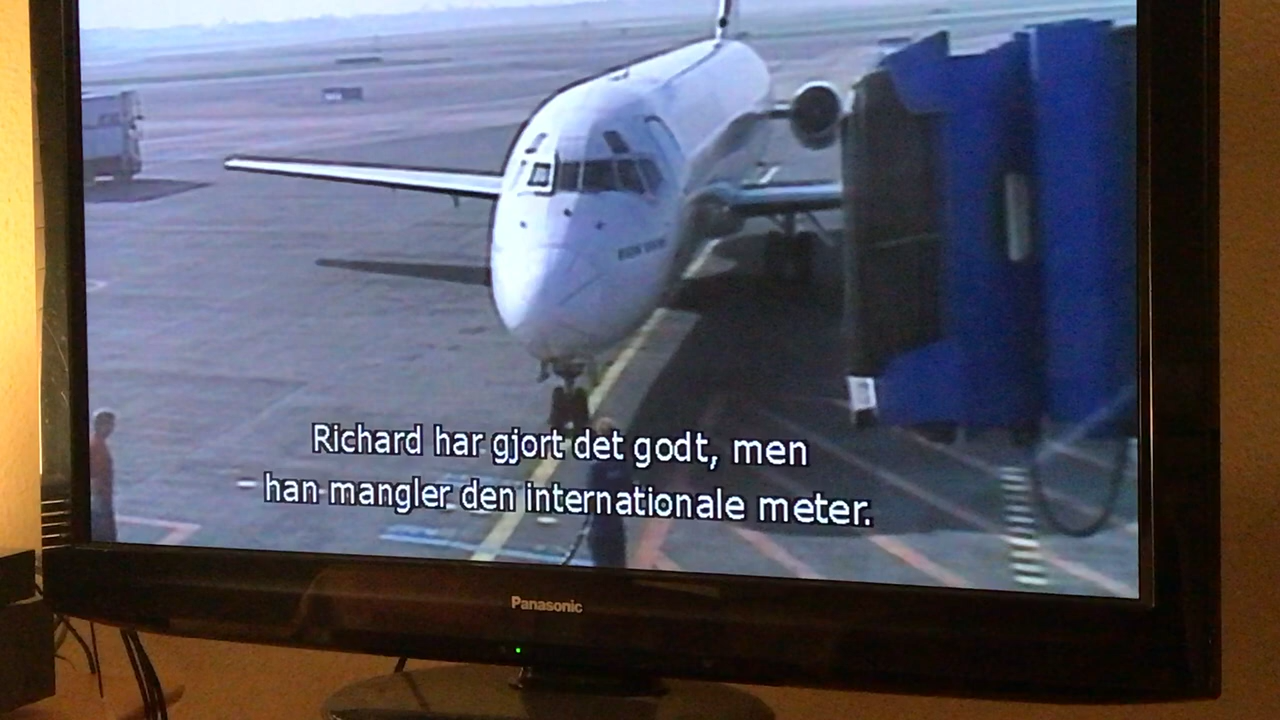 Richard har gjort det godt, men
han mangler den internationale meter.
Panasonic